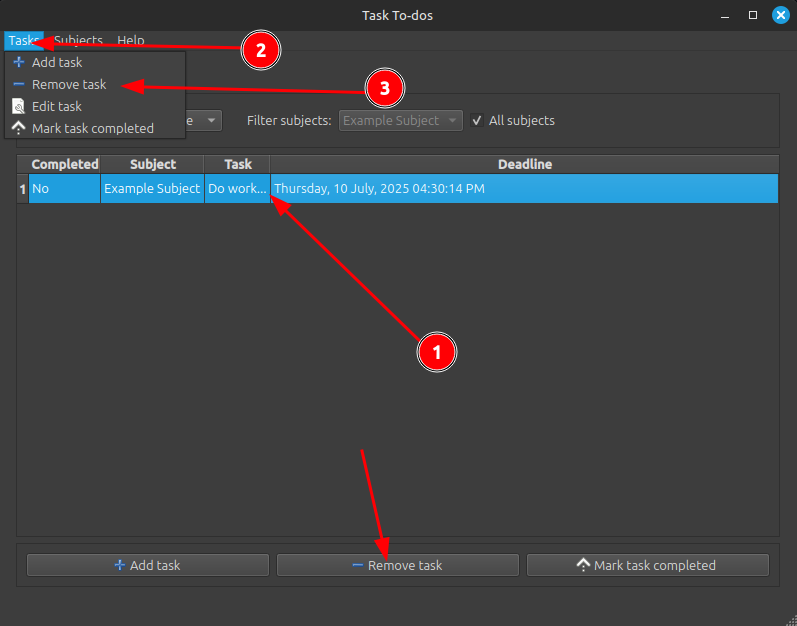 Task To-dos
Tasks Subjects Help
2
Add task
Remove task
3
Edit task
Mark task completed
e Filter subjects: Example Subject All subjects
Completed Subject Task Deadline
1 No Example Subject Do work... Thursday, 10 July, 2025 04:30:14 PM
1
Add task Remove task Mark task completed